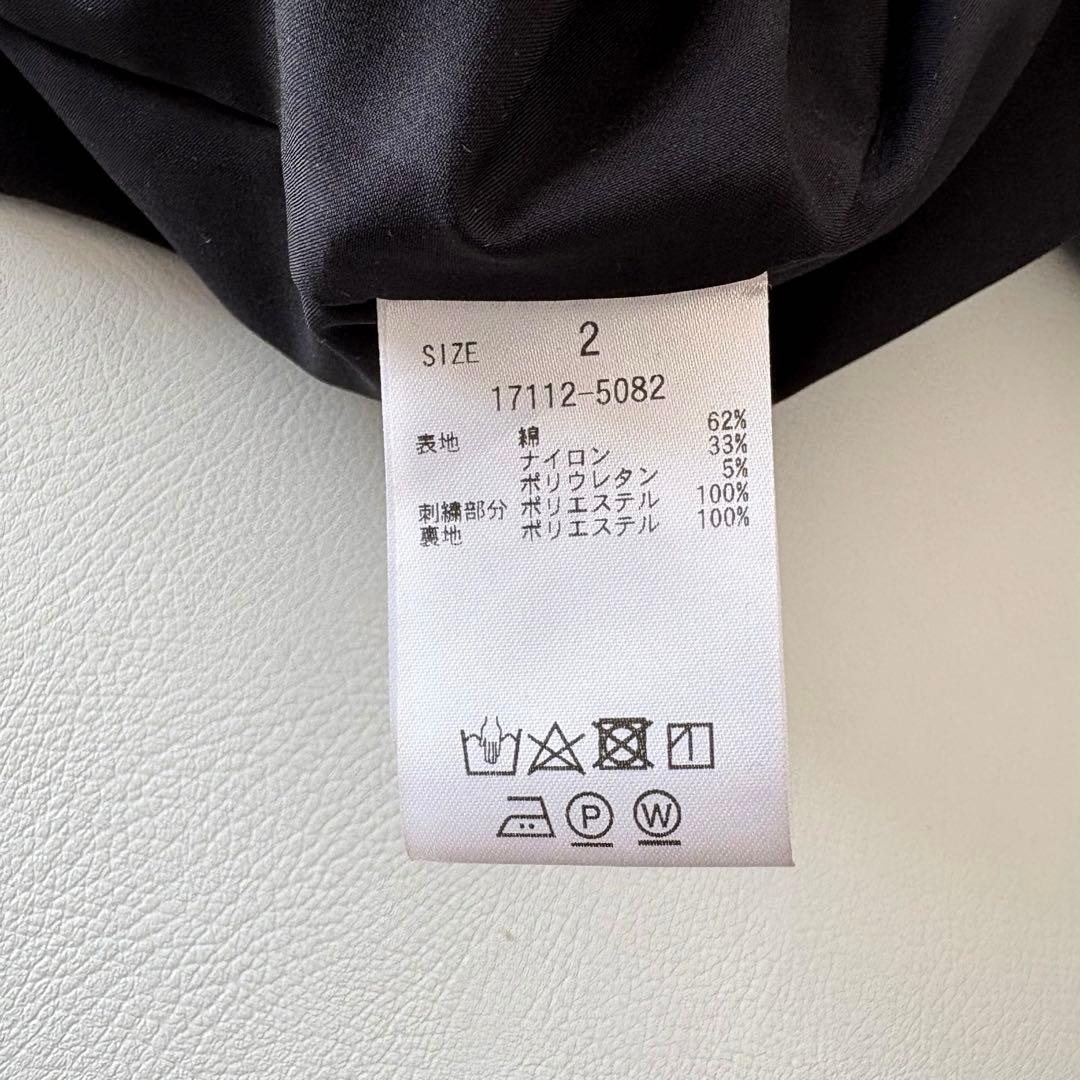 SIZE 2
17112-5082
表地 綿 62%
ナイロン 33%
ポリウレタン 5%
刺繍部分 ポリエステル 100%
裏地 ポリエステル 100%
P W